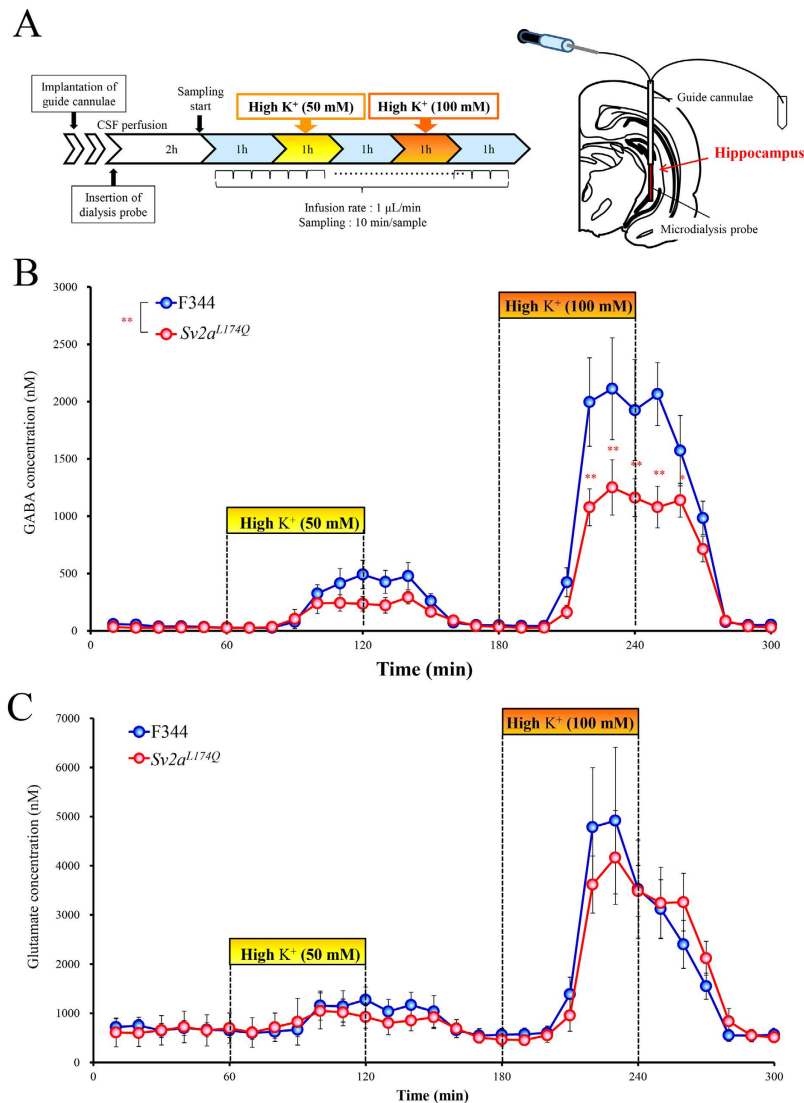 A
Implantation of
guide cannulae
CSF perfusion
Sampling
start
High K⁺ (50 mM)
High K⁺ (100 mM)
2h
1h
1h
1h
1h
1h
Insertion of
dialysis probe
Infusion rate : 1 μL/min
Sampling : 10 min/sample
Guide cannulae
Hippocampus
Microdialysis probe
B
GABA concentration (nM)
3000
2500
2000
1500
1000
500
0
F344
Sv2a^L174Q
**
High K⁺ (50 mM)
High K⁺ (100 mM)
**
**
**
**
*
0
60
120
180
240
300
Time (min)
C
Glutamate concentration (nM)
7000
6000
5000
4000
3000
2000
1000
0
F344
Sv2a^L174Q
High K⁺ (50 mM)
High K⁺ (100 mM)
0
60
120
180
240
300
Time (min)